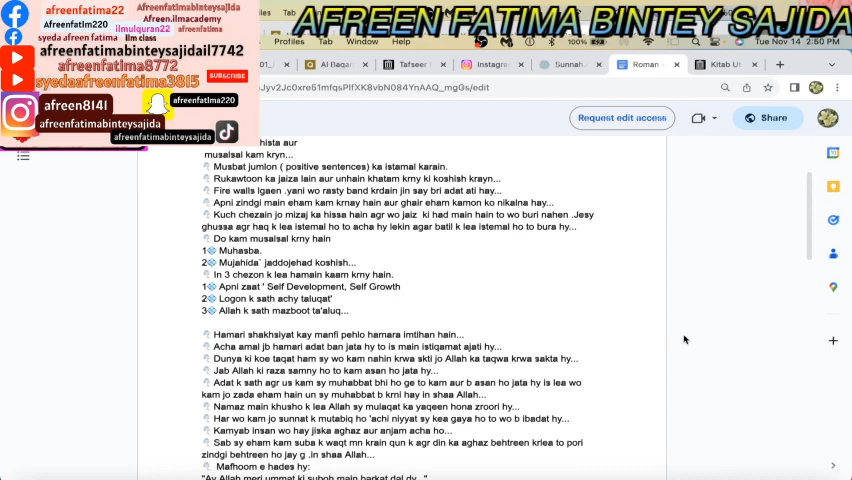 afreenfatima22
Afreenfatimabinteysajida
Afreen.ilmacademy
Afreatlm220
ilmulquran22
afreenfatima
syeda afreen fatima
ilm class
afreenfatimabinteysajidail7742
afreenfatima8772
syedaafreenfatima3815
SUBSCRIBE
afreen8141
afreenfatima220
afreenfatimabinteysajida
afreenfatimabinteysajida
AFREEN FATIMA BINTEY SAJIDA
Profiles Tab Window Help
100%
Tue Nov 14 2:50 PM
Al Baqar
Tafseer
Instagr
Sunnah
Roman -
Kitab Ut
Jyv2Jc0xre51mfqsPlfXK8vbN084YnAAQ_mgGs/edit
Request edit access
Share
hista aur
musalsal kam kryn...
Musbat jumlon ( positive sentences) ka istamal karain.
Rukawtoon ka jaiza lain aur unhain khatam krny ki koshish krayn...
Fire walls lgaen .yani wo rasty band krdain jin say bri adat ati hay...
Apni zindgi main eham kam krnay hain aur ghair eham kamon ko nikalna hay...
Kuch chezain jo mizaj ka hissa hain agr wo jaiz ki had main hain to wo buri nahen .Jesy
ghussa agr haq k lea istemal ho to acha hy lekin agar batil k lea istemal ho to bura hy...
Do kam musalsal krny hain
1 Muhasba.
2 Mujahida` jaddojehad koshish...
In 3 chezon k lea hamain kaam krny hain.
1 Apni zaat ' Self Development, Self Growth
2 Logon k sath achy taluqat'
3 Allah k sath mazboot ta'aluq...
Hamari shakhsiyat kay manfi pehlo hamara imtihan hain...
Acha amal jb hamari adat ban jata hy to is main istiqamat ajati hy...
Dunya ki koe taqat ham sy wo kam nahin krwa skti jo Allah ka taqwa krwa sakta hy...
Jab Allah ki raza samny ho to kam asan ho jata hy...
Adat k sath agr us kam sy muhabbat bhi ho ge to kam aur b asan ho jata hy is lea wo
kam jo zada eham hain un sy muhabbat b krni hay in shaa Allah...
Namaz main khusho k lea Allah sy mulaqat ka yaqeen hona zroori hy...
Har wo kam jo sunnat k mutabiq ho 'achi niyyat sy kea gaya ho to wo b ibadat hy...
Kamyab insan wo hay jiska aghaz aur anjam acha ho...
Sab sy eham kam suba k waqt mn krain qun k agr din ka aghaz behtreen krlea to pori
zindgi behtreen ho jay g .in shaa Allah...
Mafhoom e hades hy:
"Ay Allah meri ummat ki suboh main barkat dal dy..."